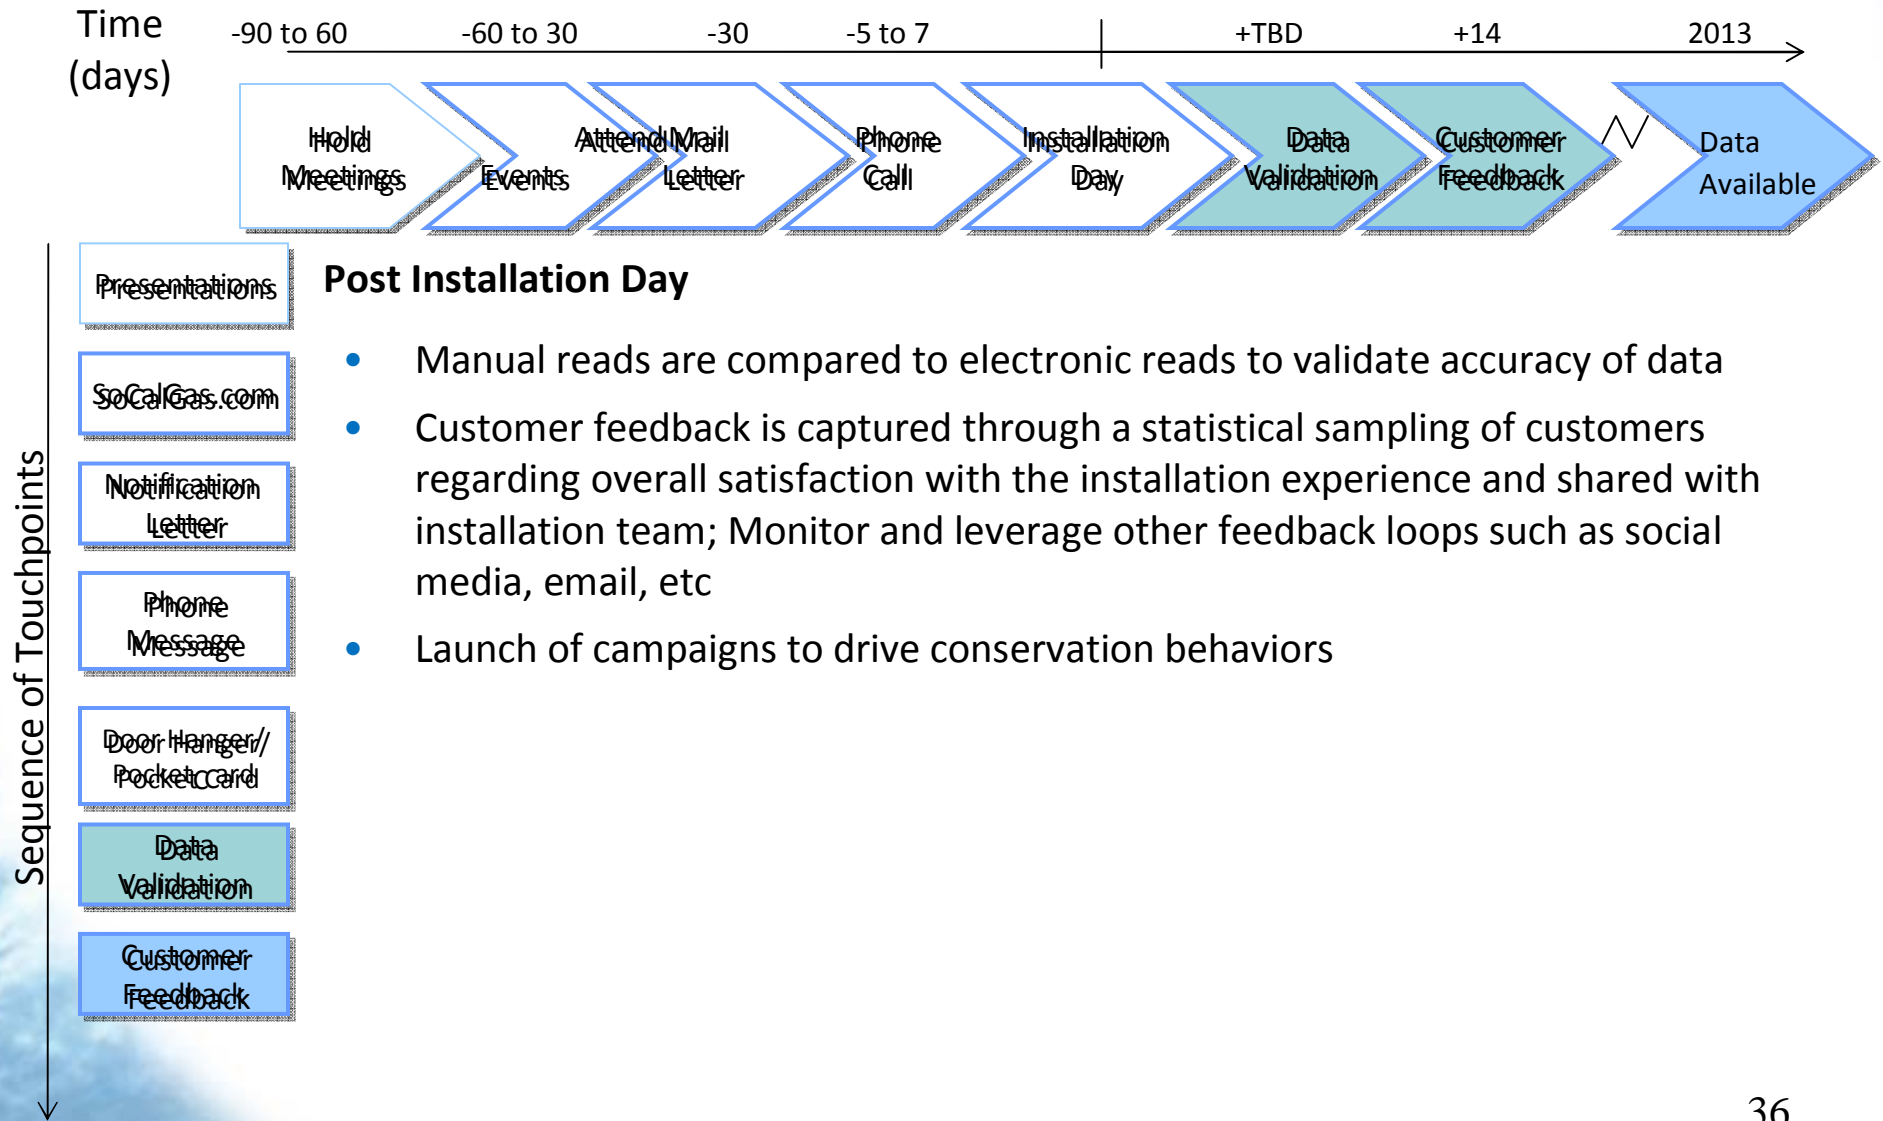 Time
(days)
-90 to 60 -60 to 30 -30 -5 to 7 +TBD +14 2013
Hold
Meetings
Attend
Events
Mail
Letter
Phone
Call
Installation
Day
Data
Validation
Customer
Feedback
Data
Available
Sequence of Touchpoints
Presentations
SoCalGas.com
Notification
Letter
Phone
Message
Door Hanger/
Pocket Card
Data
Validation
Customer
Feedback
Post Installation Day
• Manual reads are compared to electronic reads to validate accuracy of data
• Customer feedback is captured through a statistical sampling of customers
regarding overall satisfaction with the installation experience and shared with
installation team; Monitor and leverage other feedback loops such as social
media, email, etc
• Launch of campaigns to drive conservation behaviors
36